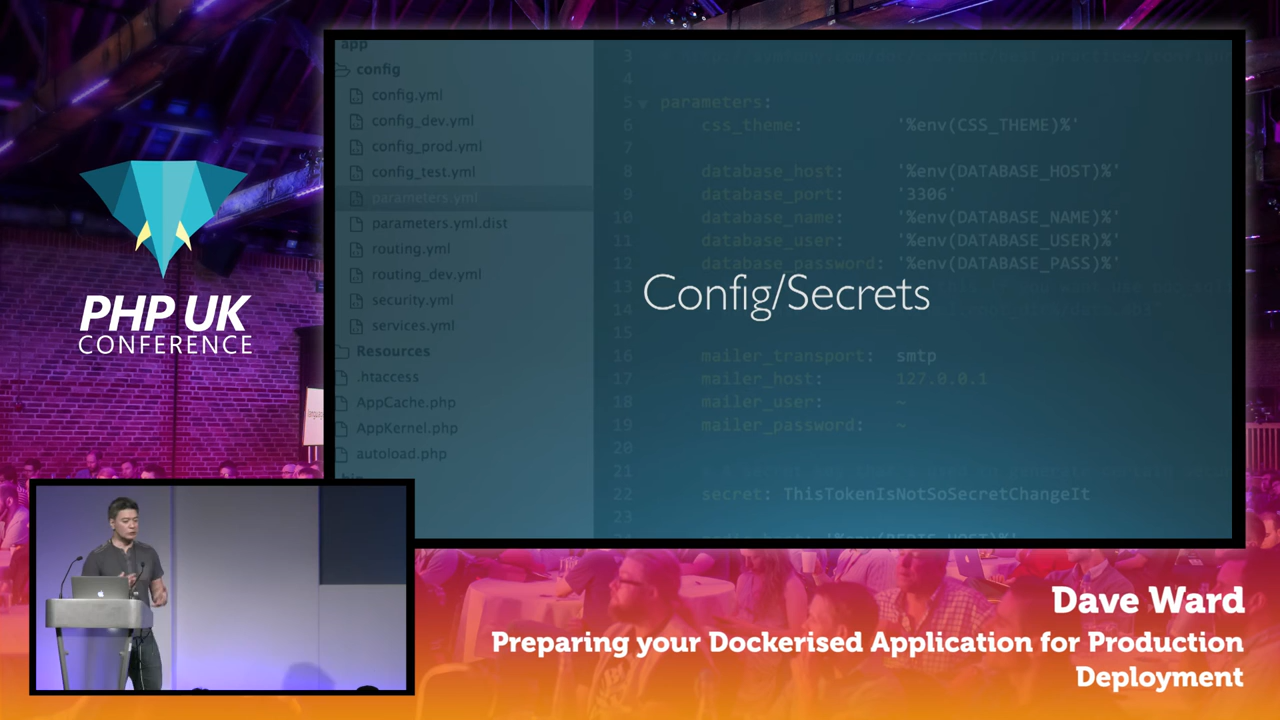 PHP UK
CONFERENCE
app
config
config.yml
config_dev.yml
config_prod.yml
config_test.yml
parameters.yml
parameters.yml.dist
routing.yml
routing_dev.yml
security.yml
services.yml
Resources
.htaccess
AppCache.php
AppKernel.php
autoload.php
3
4
5 parameters:
6 css_theme: '%env(CSS_THEME)%'
7
8 database_host: '%env(DATABASE_HOST)%'
9 database_port: '3306'
10 database_name: '%env(DATABASE_NAME)%'
11 database_user: '%env(DATABASE_USER)%'
12 database_password: '%env(DATABASE_PASS)%'
13
Config/Secrets
14
15
16 mailer_transport: smtp
17 mailer_host: 127.0.0.1
18 mailer_user: ~
19 mailer_password: ~
20
21
22 secret: ThisTokenIsNotSoSecretChangeIt
23
Dave Ward
Preparing your Dockerised Application for Production
Deployment